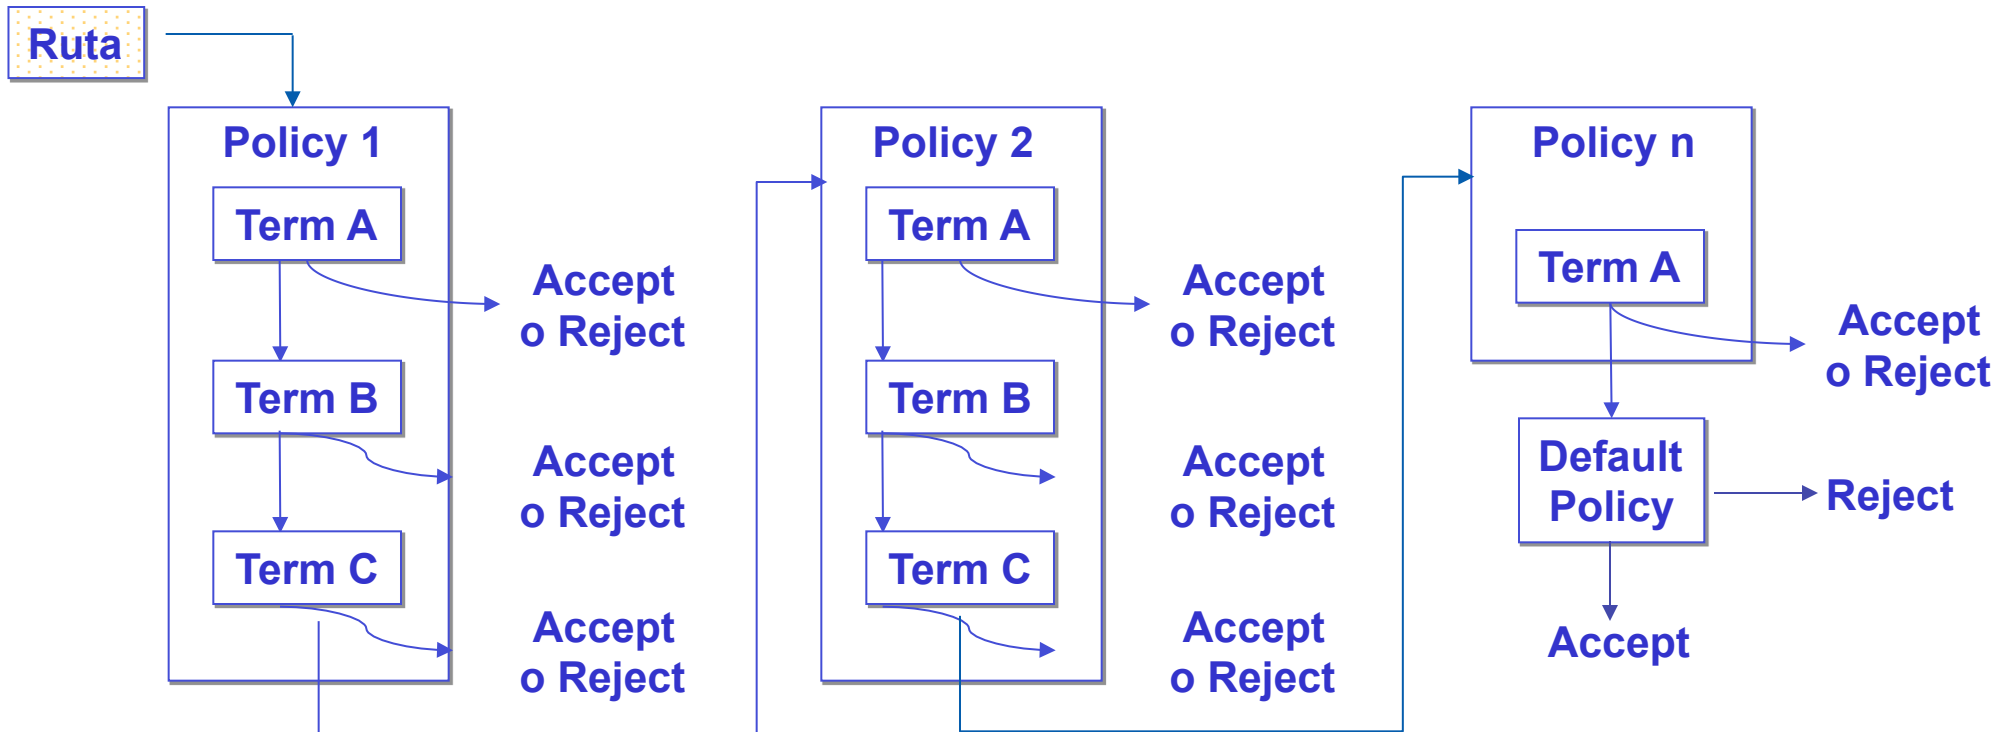 Ruta
Policy 1
Term A
Accept
o Reject
Term B
Accept
o Reject
Term C
Accept
o Reject
Policy 2
Term A
Accept
o Reject
Term B
Accept
o Reject
Term C
Accept
o Reject
Policy n
Term A
Accept
o Reject
Default
Policy
Reject
Accept